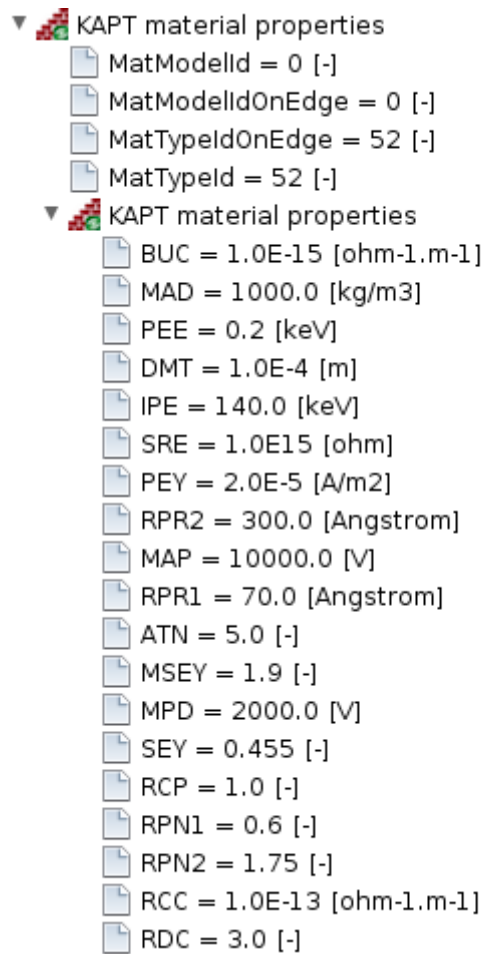 KAPT material properties
MatModelId = 0 [-]
MatModelIdOnEdge = 0 [-]
MatTypeIdOnEdge = 52 [-]
MatTypeId = 52 [-]
KAPT material properties
BUC = 1.0E-15 [ohm-1.m-1]
MAD = 1000.0 [kg/m3]
PEE = 0.2 [keV]
DMT = 1.0E-4 [m]
IPE = 140.0 [keV]
SRE = 1.0E15 [ohm]
PEY = 2.0E-5 [A/m2]
RPR2 = 300.0 [Angstrom]
MAP = 10000.0 [V]
RPR1 = 70.0 [Angstrom]
ATN = 5.0 [-]
MSEY = 1.9 [-]
MPD = 2000.0 [V]
SEY = 0.455 [-]
RCP = 1.0 [-]
RPN1 = 0.6 [-]
RPN2 = 1.75 [-]
RCC = 1.0E-13 [ohm-1.m-1]
RDC = 3.0 [-]